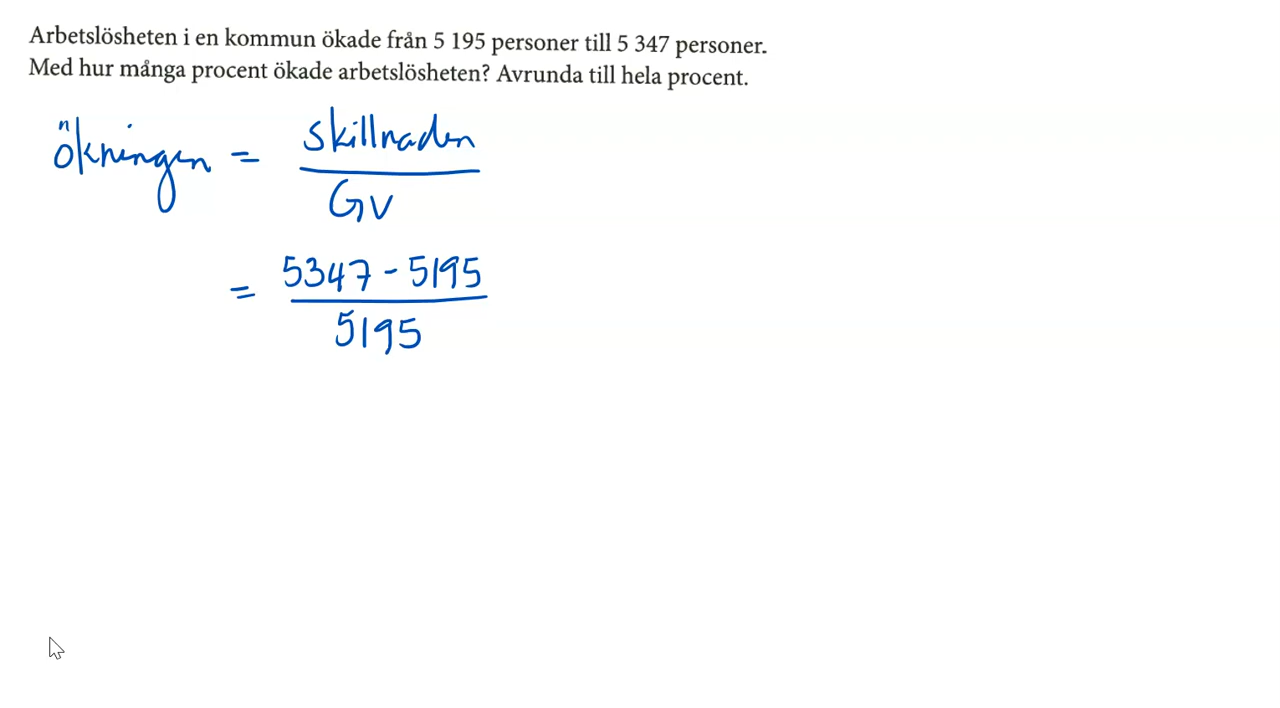 Arbetslösheten i en kommun ökade från 5 195 personer till 5 347 personer.
Med hur många procent ökade arbetslösheten? Avrunda till hela procent.
ökningen = skillnaden
GV
= 5347 - 5195
5195